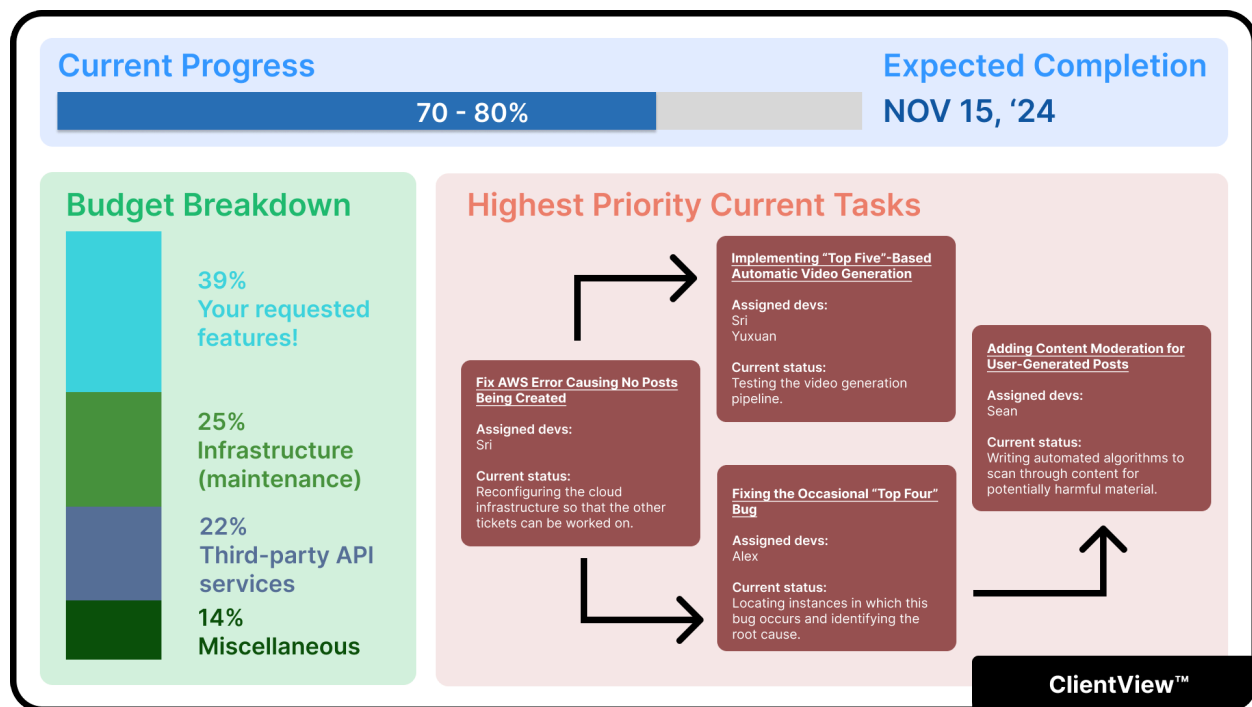 Current Progress
70 - 80%
Expected Completion
NOV 15, ‘24
Budget Breakdown
39%
Your requested
features!
25%
Infrastructure
(maintenance)
22%
Third-party API
services
14%
Miscellaneous
Highest Priority Current Tasks
Fix AWS Error Causing No Posts
Being Created
Assigned devs:
Sri
Current status:
Reconfiguring the cloud
infrastructure so that the other
tickets can be worked on.
Implementing “Top Five”-Based
Automatic Video Generation
Assigned devs:
Sri
Yuxuan
Current status:
Testing the video generation
pipeline.
Fixing the Occasional “Top Four”
Bug
Assigned devs:
Alex
Current status:
Locating instances in which this
bug occurs and identifying the
root cause.
Adding Content Moderation for
User-Generated Posts
Assigned devs:
Sean
Current status:
Writing automated algorithms to
scan through content for
potentially harmful material.
ClientView™